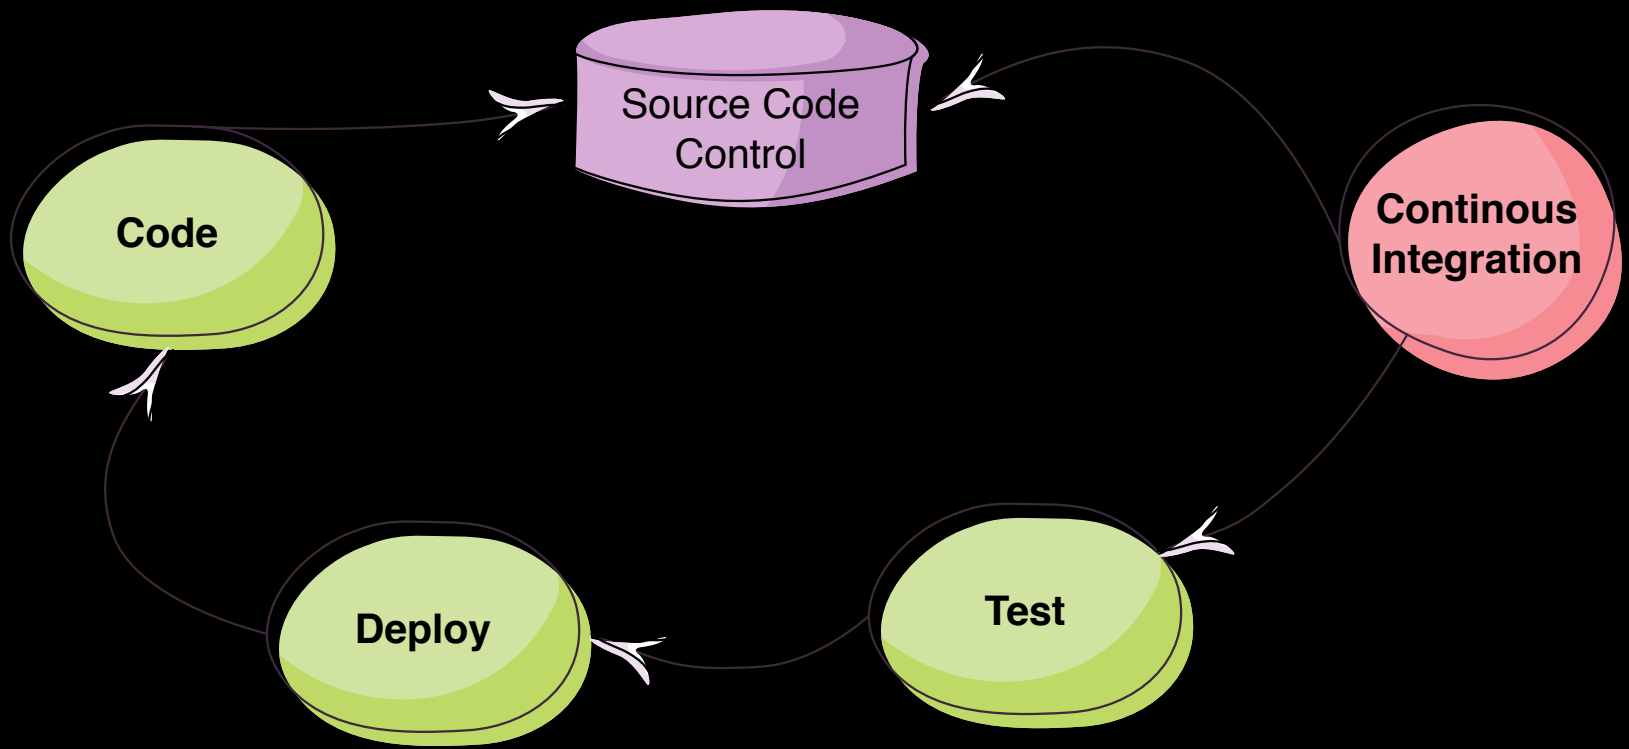 Source Code
Control
Code
Continous
Integration
Test
Deploy